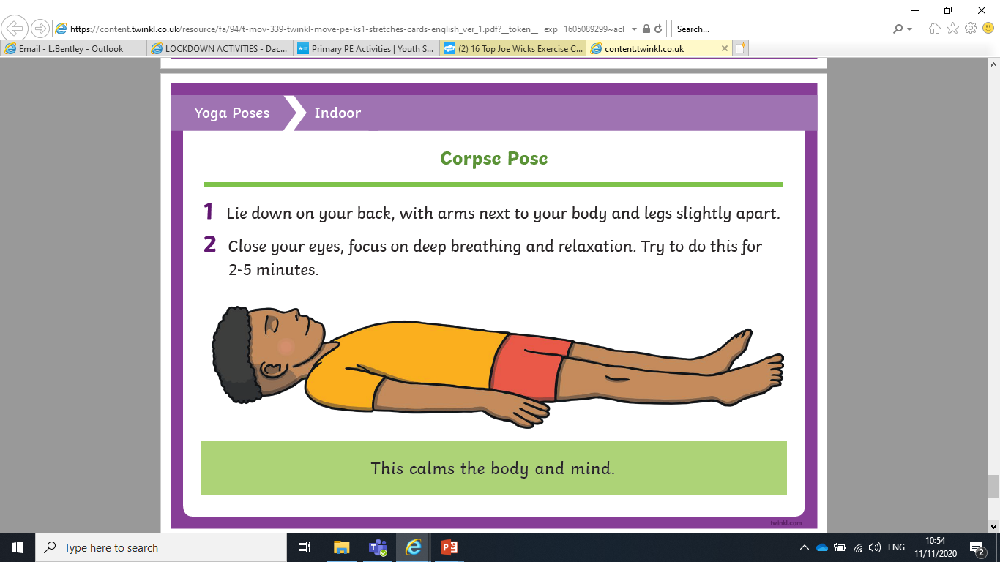 https://content.twinkl.co.uk/resource/fa/94/t-mov-339-twinkl-move-pe-ks1-stretches-cards-english_ver_1.pdf?__token__=exp=1605089299~acl=
Search...
Email - L.Bentley - Outlook
LOCKDOWN ACTIVITIES - Dac...
Primary PE Activities | Youth S...
(2) 16 Top Joe Wicks Exercise C...
content.twinkl.co.uk
Yoga Poses Indoor
Corpse Pose
1 Lie down on your back, with arms next to your body and legs slightly apart.
2 Close your eyes, focus on deep breathing and relaxation. Try to do this for
2-5 minutes.
This calms the body and mind.
twinkl.com
Type here to search
ENG
10:54
11/11/2020
2